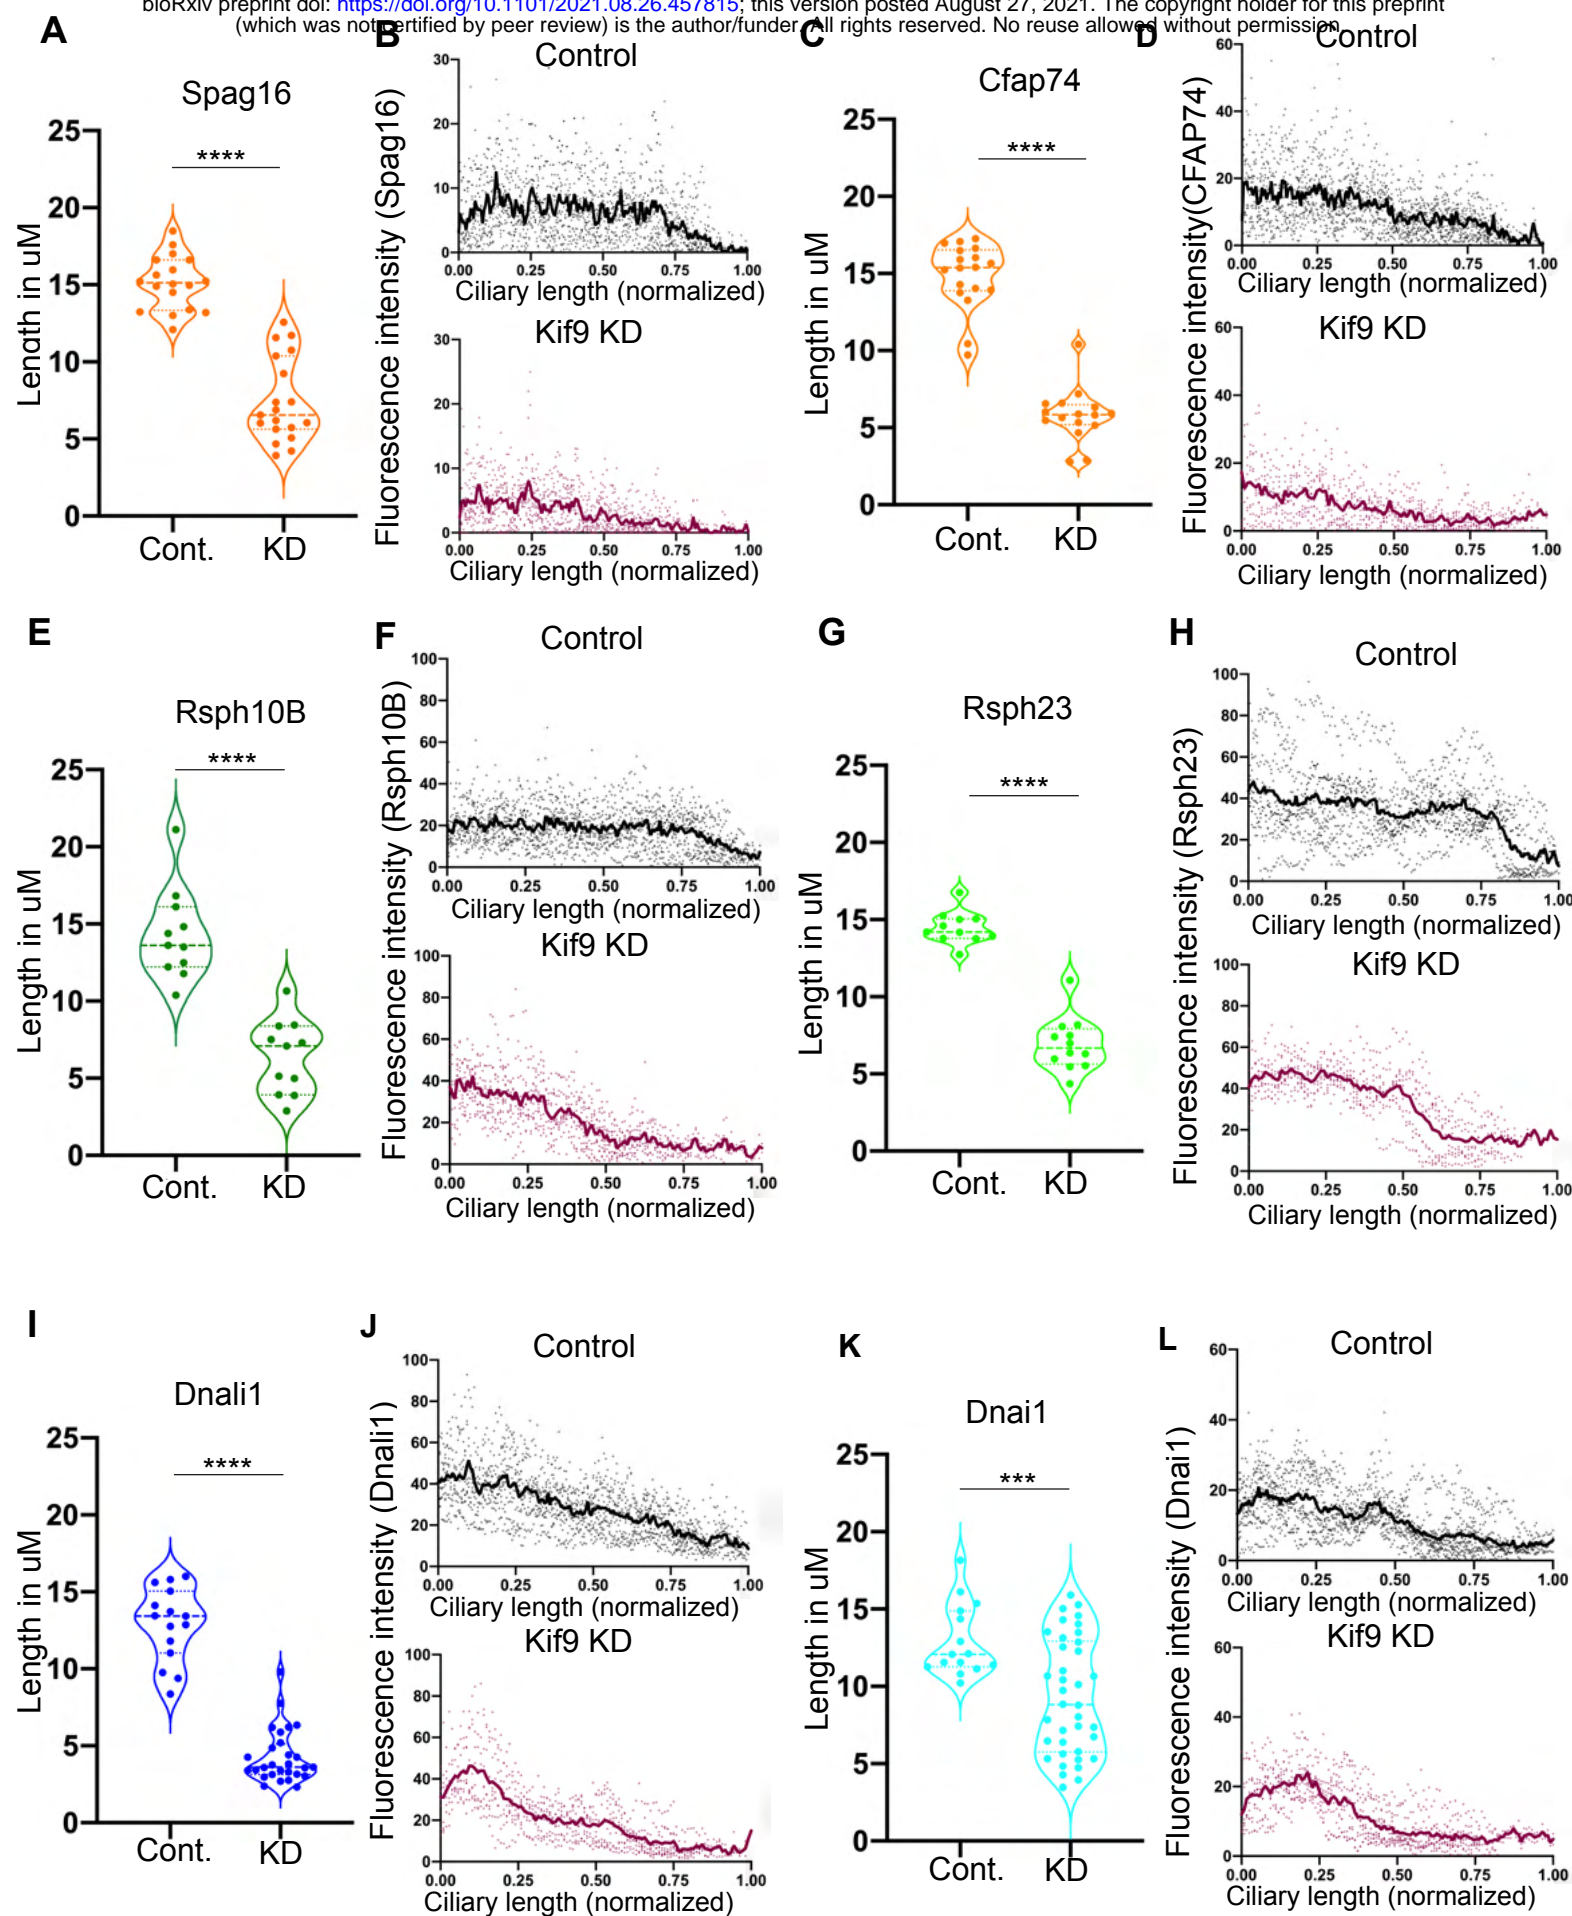 bioRxiv preprint doi: https://doi.org/10.1101/2021.08.26.457815; this version posted August 27, 2021. The copyright holder for this preprint
(which was not certified by peer review) is the author/funder. All rights reserved. No reuse allowed without permission.
A
Spag16
Length in uM
25
20
15
10
5
0
****
Cont.
KD
B
Fluorescence intensity (Spag16)
Control
30
20
10
0
0.00 0.25 0.50 0.75 1.00
Ciliary length (normalized)
Kif9 KD
30
20
10
0
0.00 0.25 0.50 0.75 1.00
Ciliary length (normalized)
C
Cfap74
Length in uM
25
20
15
10
5
0
****
Cont.
KD
D
Fluorescence intensity(CFAP74)
Control
60
40
20
0
0.00 0.25 0.50 0.75 1.00
Ciliary length (normalized)
Kif9 KD
60
40
20
0
0.00 0.25 0.50 0.75 1.00
Ciliary length (normalized)
E
Rsph10B
Length in uM
25
20
15
10
5
0
****
Cont.
KD
F
Fluorescence intensity (Rsph10B)
Control
100
80
60
40
20
0
0.00 0.25 0.50 0.75 1.00
Ciliary length (normalized)
Kif9 KD
100
80
60
40
20
0
0.00 0.25 0.50 0.75 1.00
Ciliary length (normalized)
G
Rsph23
Length in uM
25
20
15
10
5
0
****
Cont.
KD
H
Fluorescence intensity (Rsph23)
Control
100
80
60
40
20
0
0.00 0.25 0.50 0.75 1.00
Ciliary length (normalized)
Kif9 KD
100
80
60
40
20
0
0.00 0.25 0.50 0.75 1.00
Ciliary length (normalized)
I
Dnali1
Length in uM
25
20
15
10
5
0
****
Cont.
KD
J
Fluorescence intensity (Dnali1)
Control
100
80
60
40
20
0
0.00 0.25 0.50 0.75 1.00
Ciliary length (normalized)
Kif9 KD
100
80
60
40
20
0
0.00 0.25 0.50 0.75 1.00
Ciliary length (normalized)
K
Dnai1
Length in uM
25
20
15
10
5
0
***
Cont.
KD
L
Fluorescence intensity (Dnai1)
Control
60
40
20
0
0.00 0.25 0.50 0.75 1.00
Ciliary length (normalized)
Kif9 KD
60
40
20
0
0.00 0.25 0.50 0.75 1.00
Ciliary length (normalized)